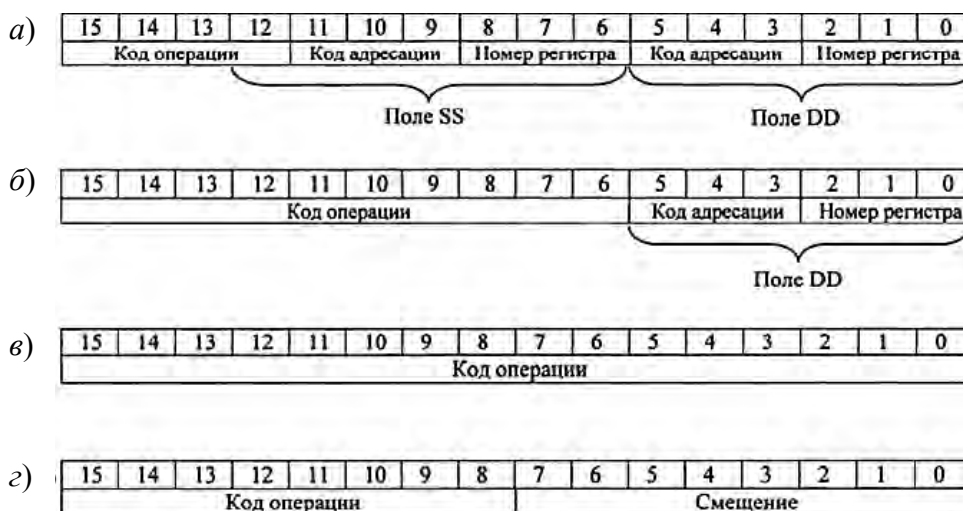 а) 15 14 13 12 11 10 9 8 7 6 5 4 3 2 1 0
Код операции Код адресации Номер регистра Код адресации Номер регистра
Поле SS Поле DD
б) 15 14 13 12 11 10 9 8 7 6 5 4 3 2 1 0
Код операции Код адресации Номер регистра
Поле DD
в) 15 14 13 12 11 10 9 8 7 6 5 4 3 2 1 0
Код операции
г) 15 14 13 12 11 10 9 8 7 6 5 4 3 2 1 0
Код операции Смещение